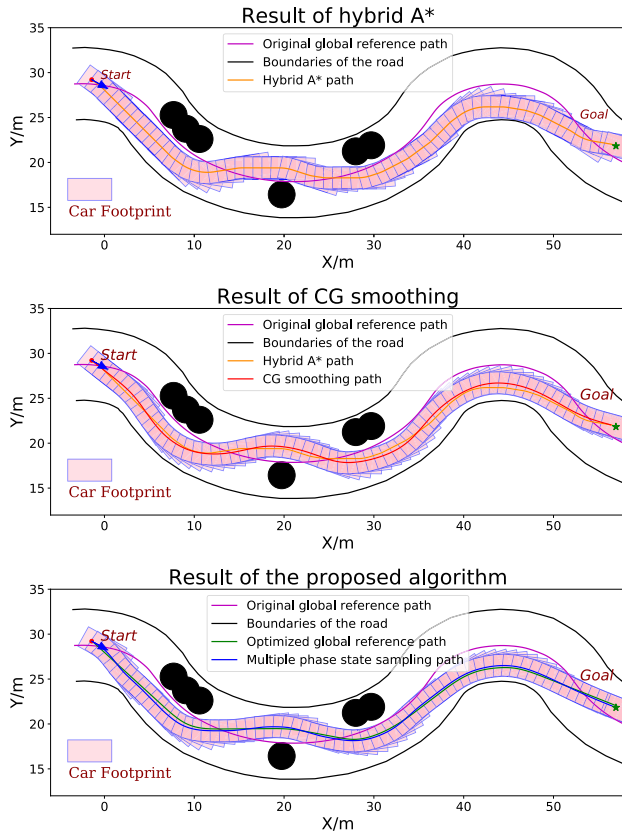 Result of hybrid A*
35
30
25
20
15
Y/m
Start
Original global reference path
Boundaries of the road
Hybrid A* path
Goal
Car Footprint
0 10 20 30 40 50
X/m
Result of CG smoothing
35
30
25
20
15
Y/m
Start
Original global reference path
Boundaries of the road
Hybrid A* path
CG smoothing path
Goal
Car Footprint
0 10 20 30 40 50
X/m
Result of the proposed algorithm
35
30
25
20
15
Y/m
Start
Original global reference path
Boundaries of the road
Optimized global reference path
Multiple phase state sampling path
Goal
Car Footprint
0 10 20 30 40 50
X/m